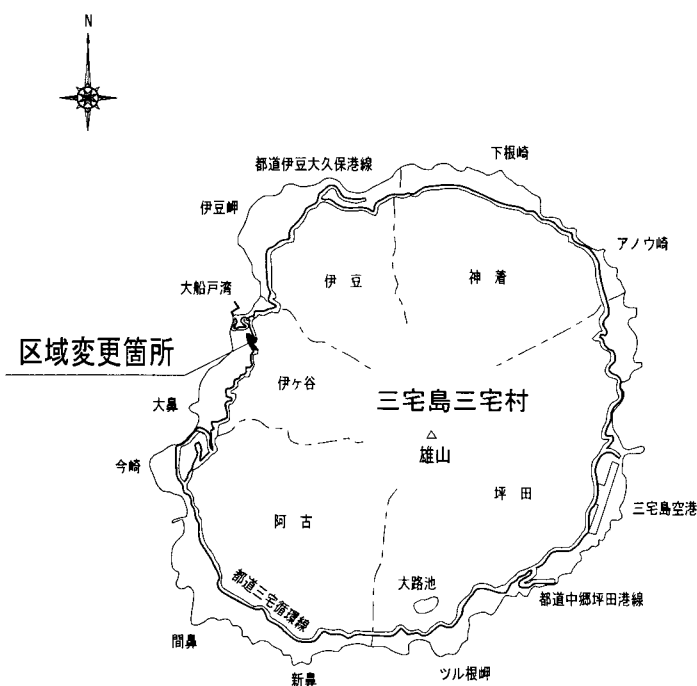 N
下根崎
都道伊豆大久保港線
伊豆岬
アノウ崎
伊豆
神着
大船戸湾
区域変更箇所
伊ヶ谷
三宅島三宅村
大鼻
雄山
今崎
坪田
三宅島空港
阿古
大路池
都道三宅循環線
都道中郷坪田港線
間鼻
新鼻
ツル根岬